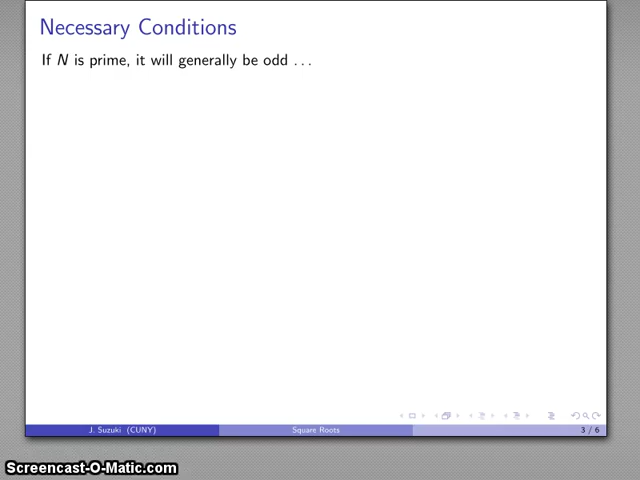 Necessary Conditions
If N is prime, it will generally be odd ...
J. Suzuki (CUNY) Square Roots 3 / 6
Screencast-O-Matic.com